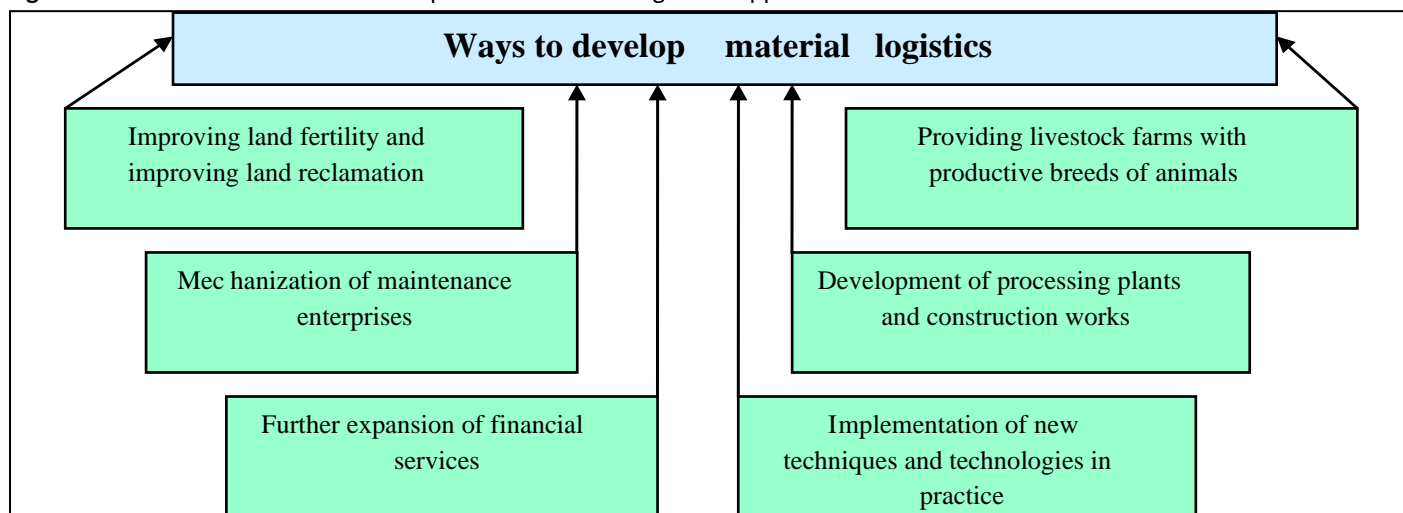 Ways to develop material logistics
Improving land fertility and
improving land reclamation
Providing livestock farms with
productive breeds of animals
Mec hanization of maintenance
enterprises
Development of processing plants
and construction works
Further expansion of financial
services
Implementation of new
techniques and technologies in
practice